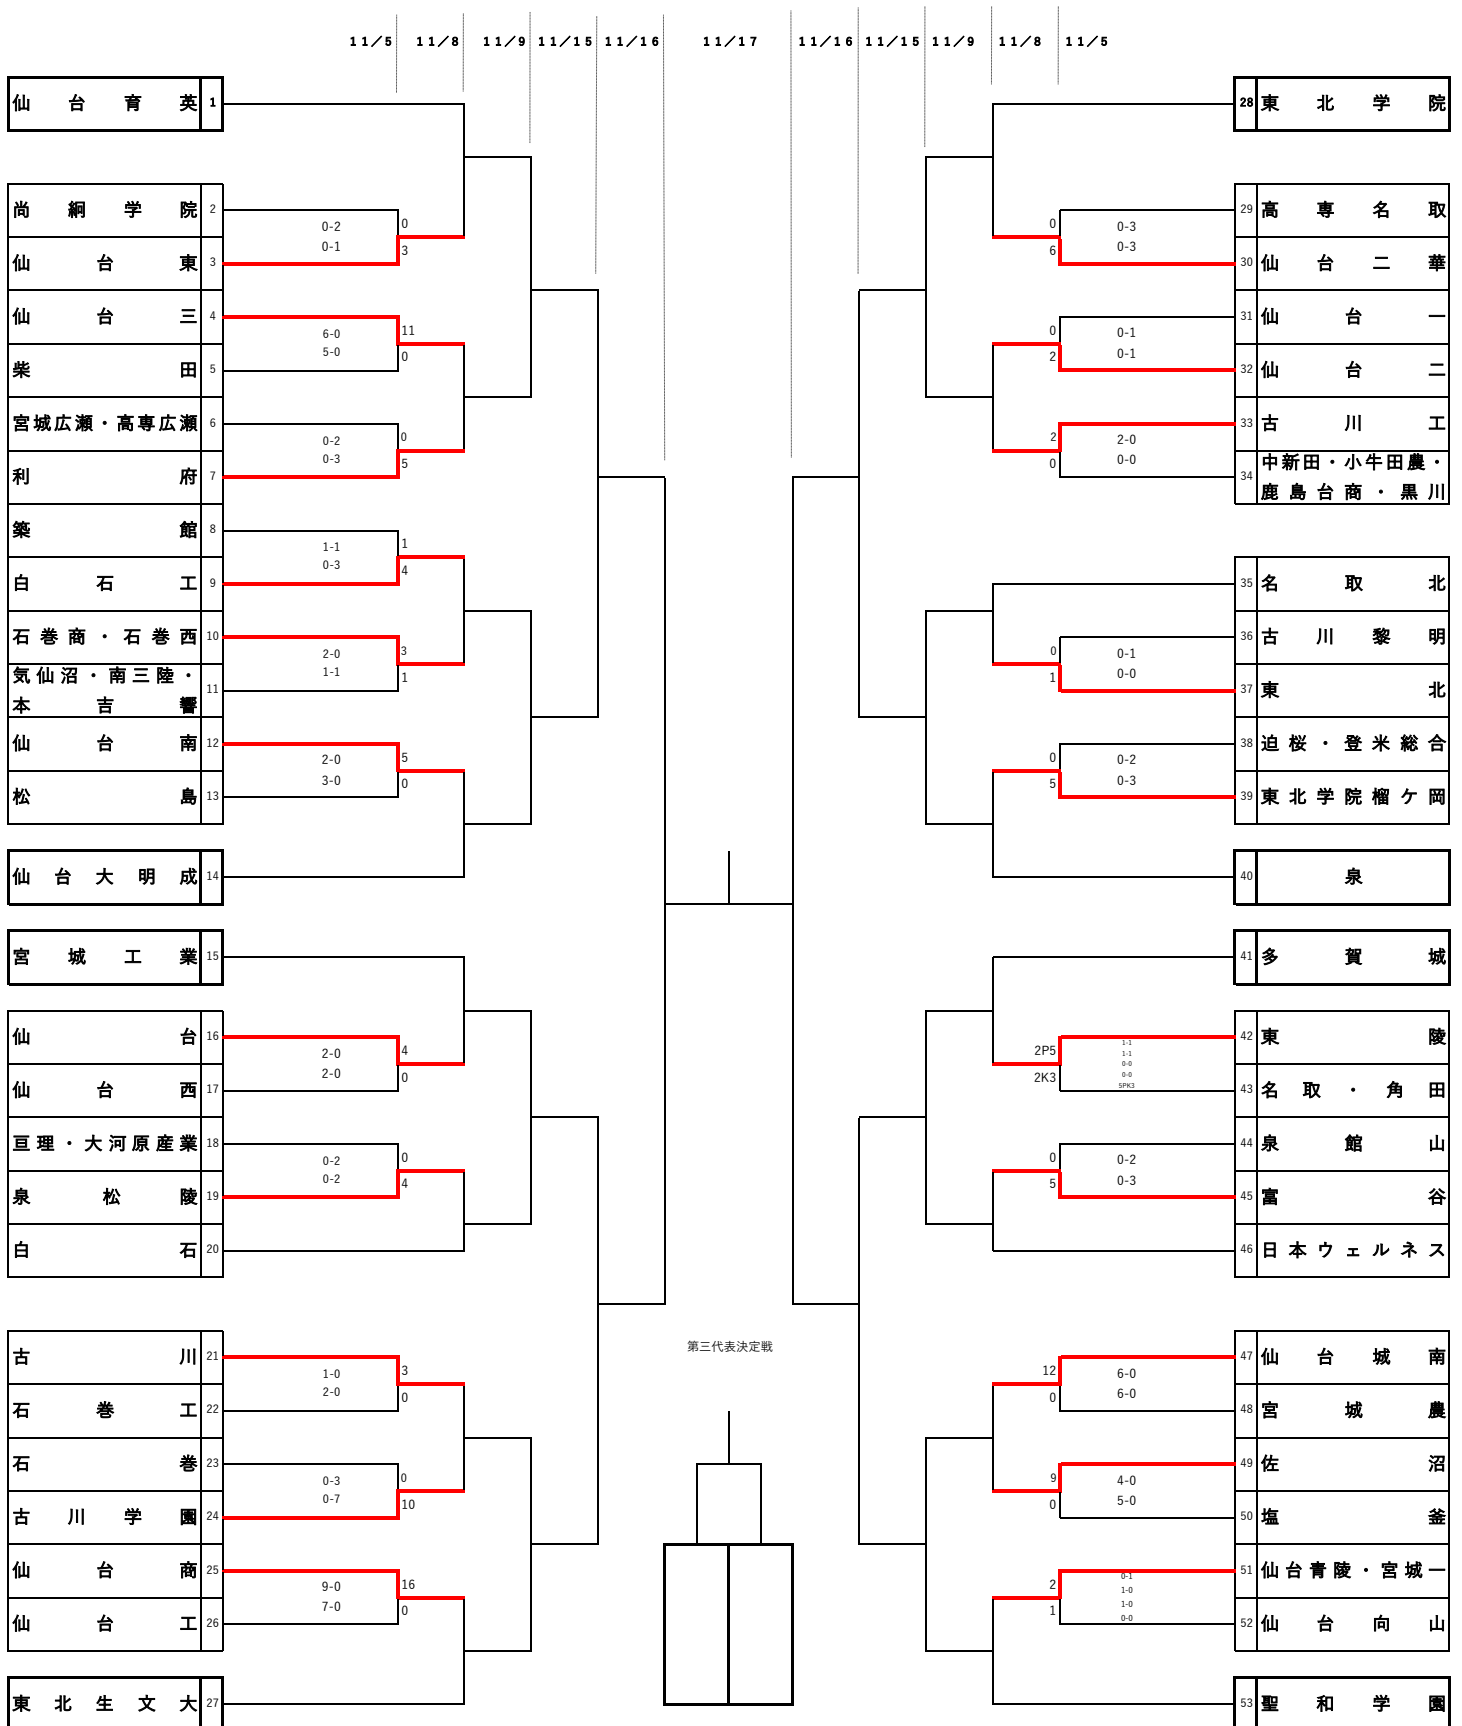 11/5 11/8 11/9 11/15 11/16 11/17 11/16 11/15 11/9 11/8 11/5
仙台育英 1
尚絅学院 2
0-2 0
0-1 3
仙台東 3
仙台三 4
6-0 11
5-0 0
柴田 5
宮城広瀬・高専広瀬 6
0-2 0
0-3 5
利府 7
築館 8
1-1 1
0-3 4
白石工 9
石巻商・石巻西 10
2-0 3
1-1 1
気仙沼・南三陸・
本吉響 11
仙台南 12
2-0 5
3-0 0
松島 13
仙台大明成 14
宮城工業 15
仙台 16
2-0 4
2-0 0
仙台西 17
亘理・大河原産業 18
0-2 0
0-2 4
泉松陵 19
白石 20
古川 21
1-0 3
2-0 0
石巻工 22
石巻 23
0-3 0
0-7 10
古川学園 24
仙台商 25
9-0 16
7-0 0
仙台工 26
東北生文大 27
28 東北学院
29 高専名取
0 0-3
6 0-3
30 仙台二華
31 仙台一
0 0-1
2 0-1
32 仙台二
33 古川工
2 2-0
0 0-0
34 中新田・小牛田農・
鹿島台商・黒川
35 名取北
36 古川黎明
0 0-1
1 0-0
37 東北
38 迫桜・登米総合
0 0-2
5 0-3
39 東北学院榴ケ岡
40 泉
41 多賀城
42 東陵
1-1
2P5 1-1
0-0
2K3 0-0
5PK3
43 名取・角田
44 泉館山
0 0-2
5 0-3
45 富谷
46 日本ウェルネス
47 仙台城南
12 6-0
0 6-0
48 宮城農
49 佐沼
9 4-0
0 5-0
50 塩釜
51 仙台青陵・宮城一
0-1
2 1-0
1 1-0
0-0
52 仙台向山
53 聖和学園
第三代表決定戦